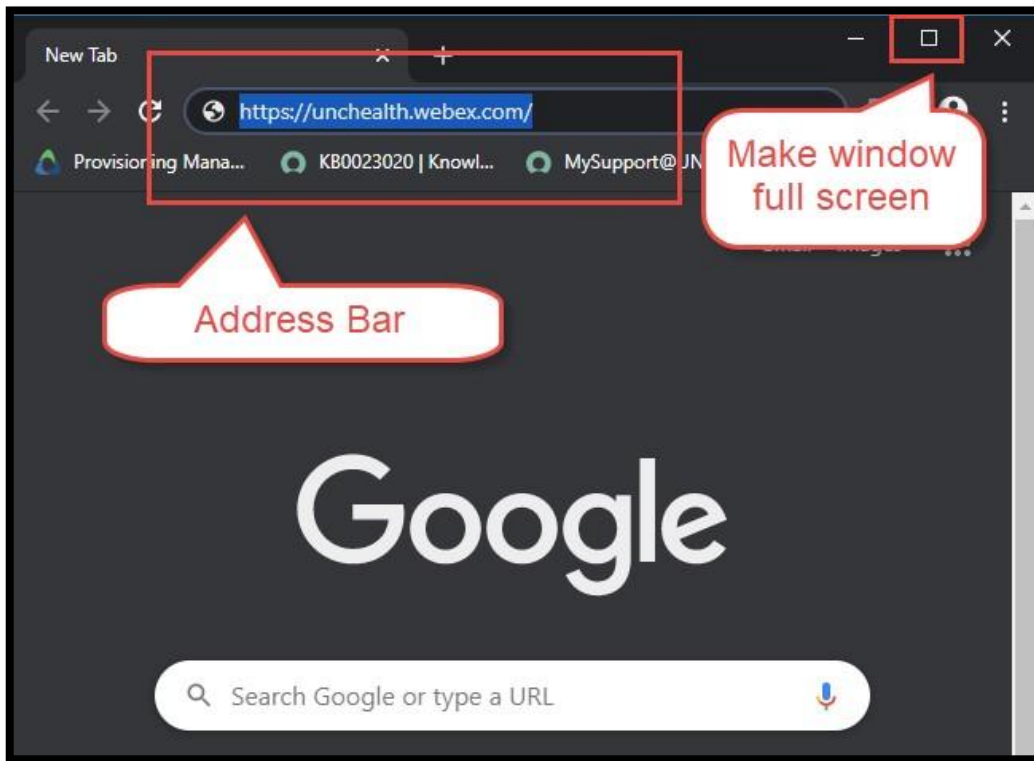 New Tab
https://unchealth.webex.com/
Provisioning Mana... KB0023020 | Knowl... MySupport@UN
Make window
full screen
Address Bar
Google
Search Google or type a URL